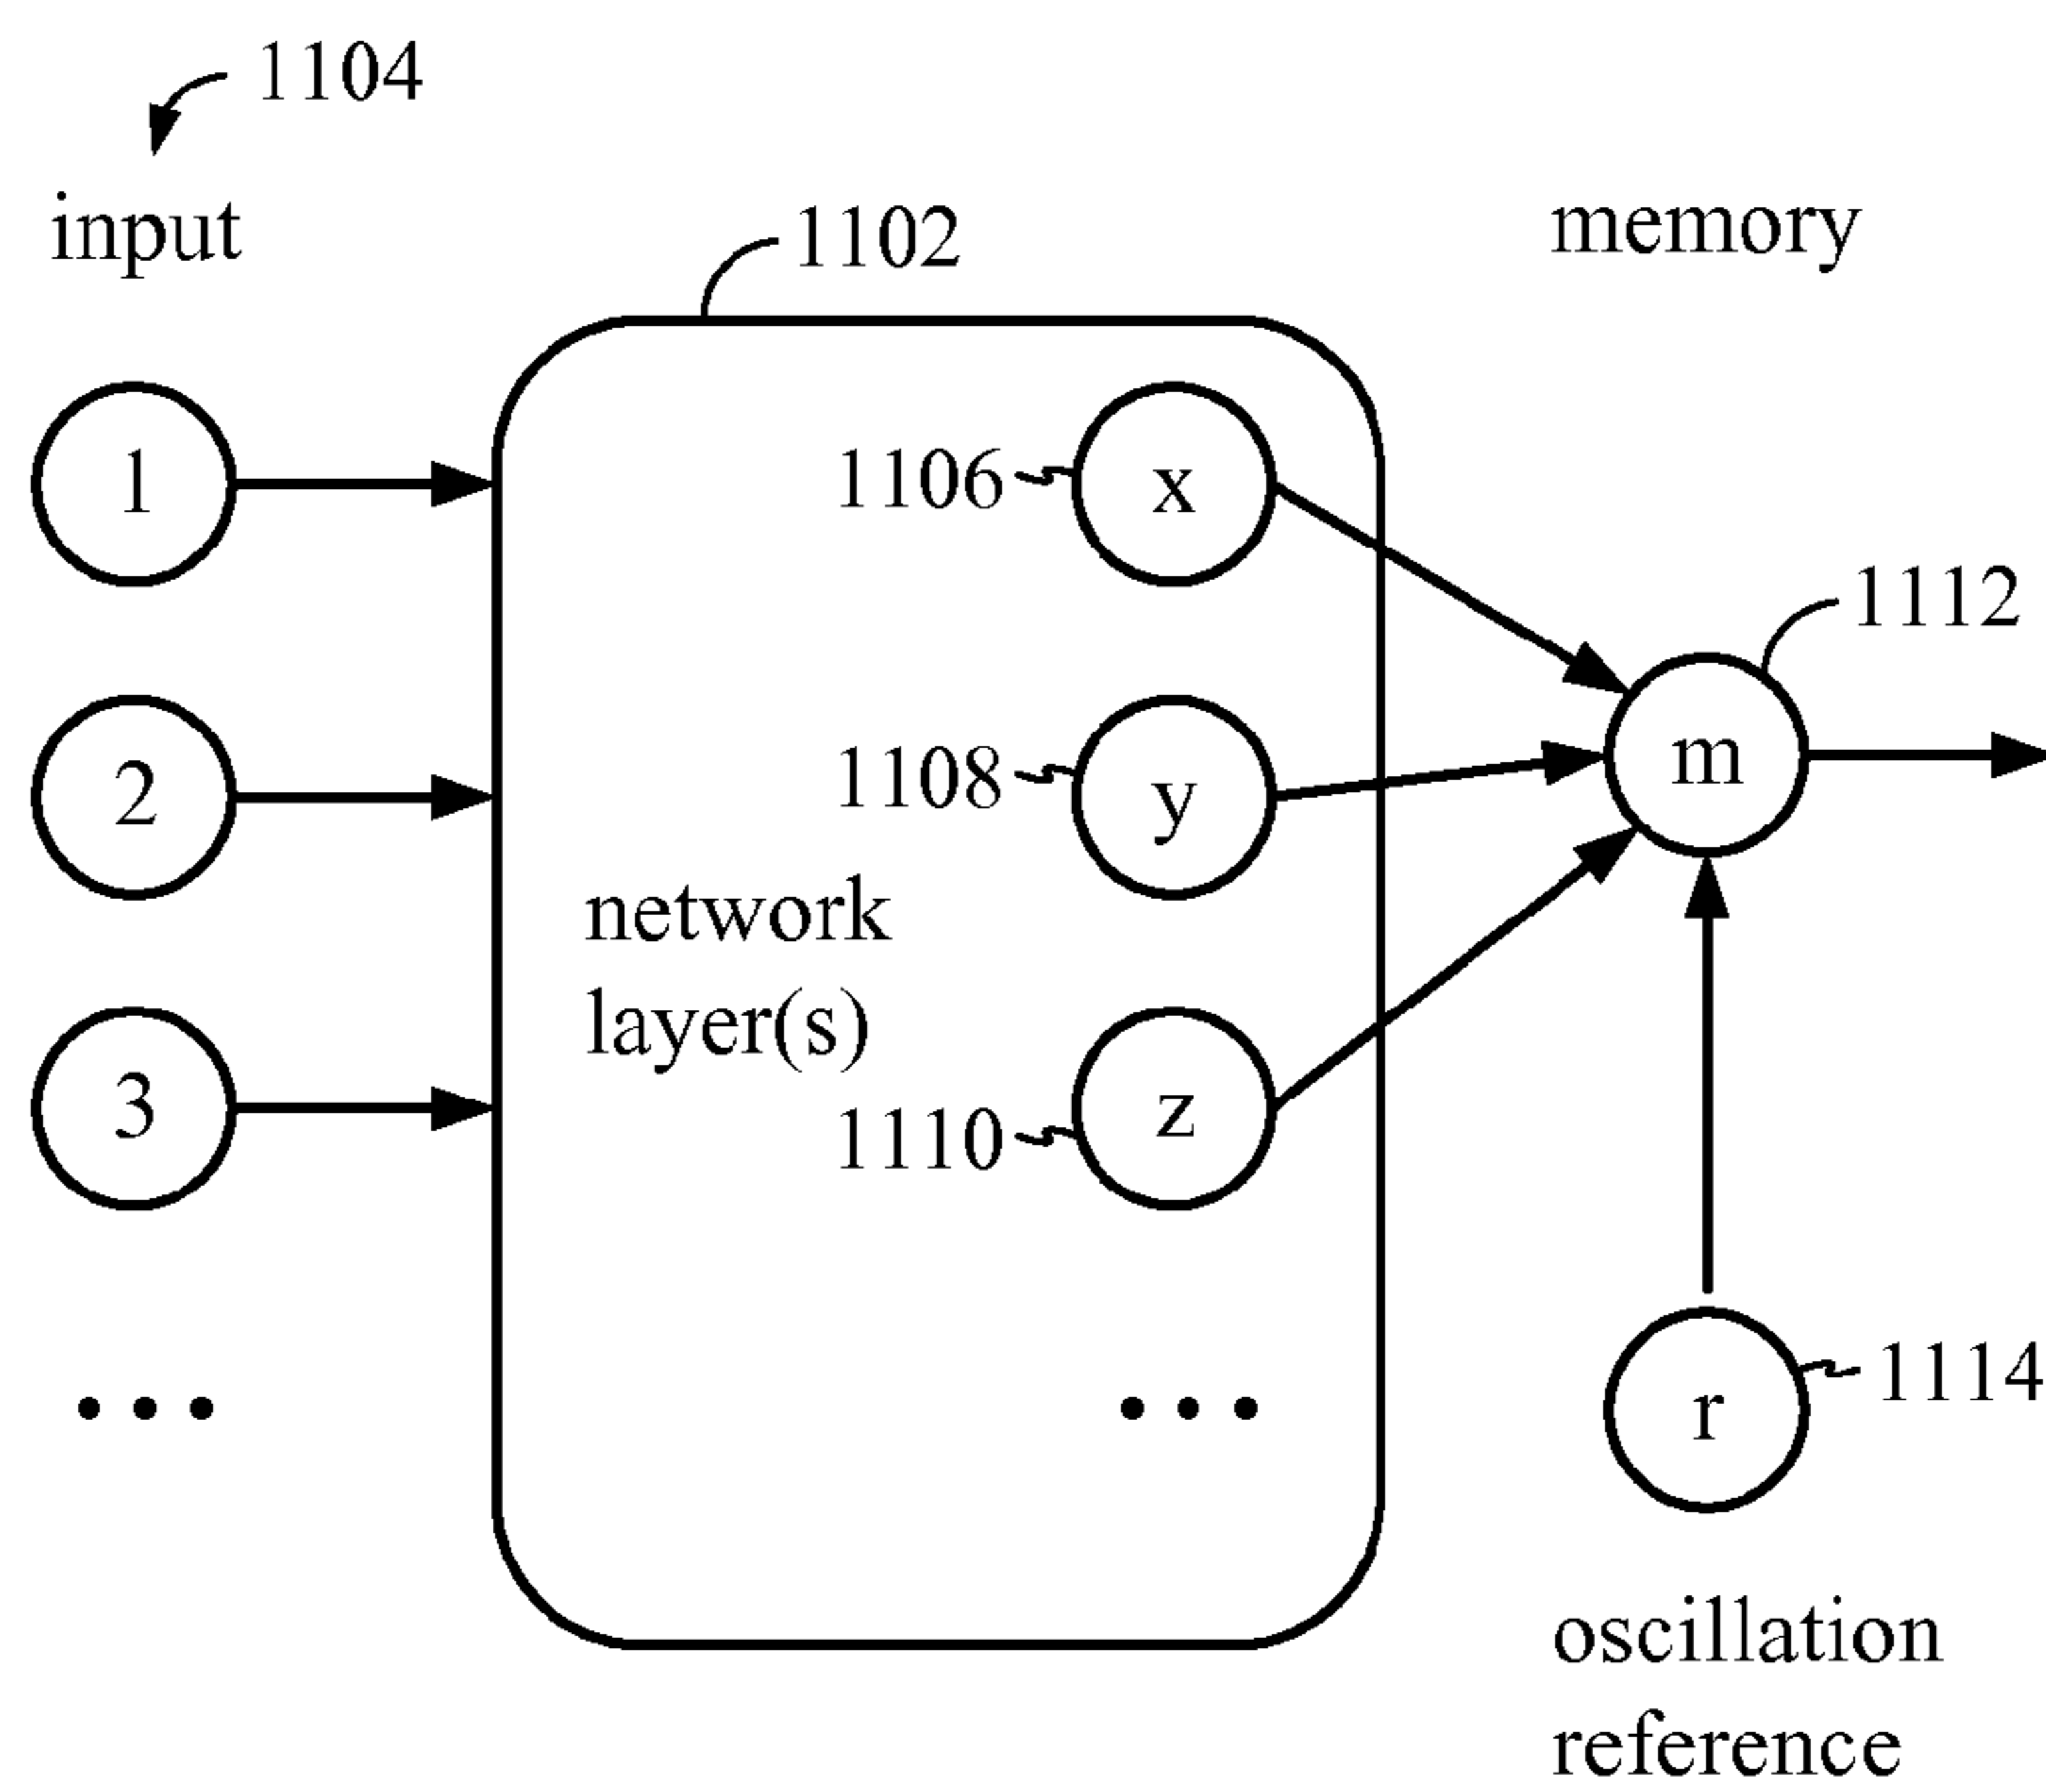 1104
input
1102
memory
1
1106
x
1112
2
1108
y
m
network
layer(s)
3
1110
z
1114
r
oscillation
reference